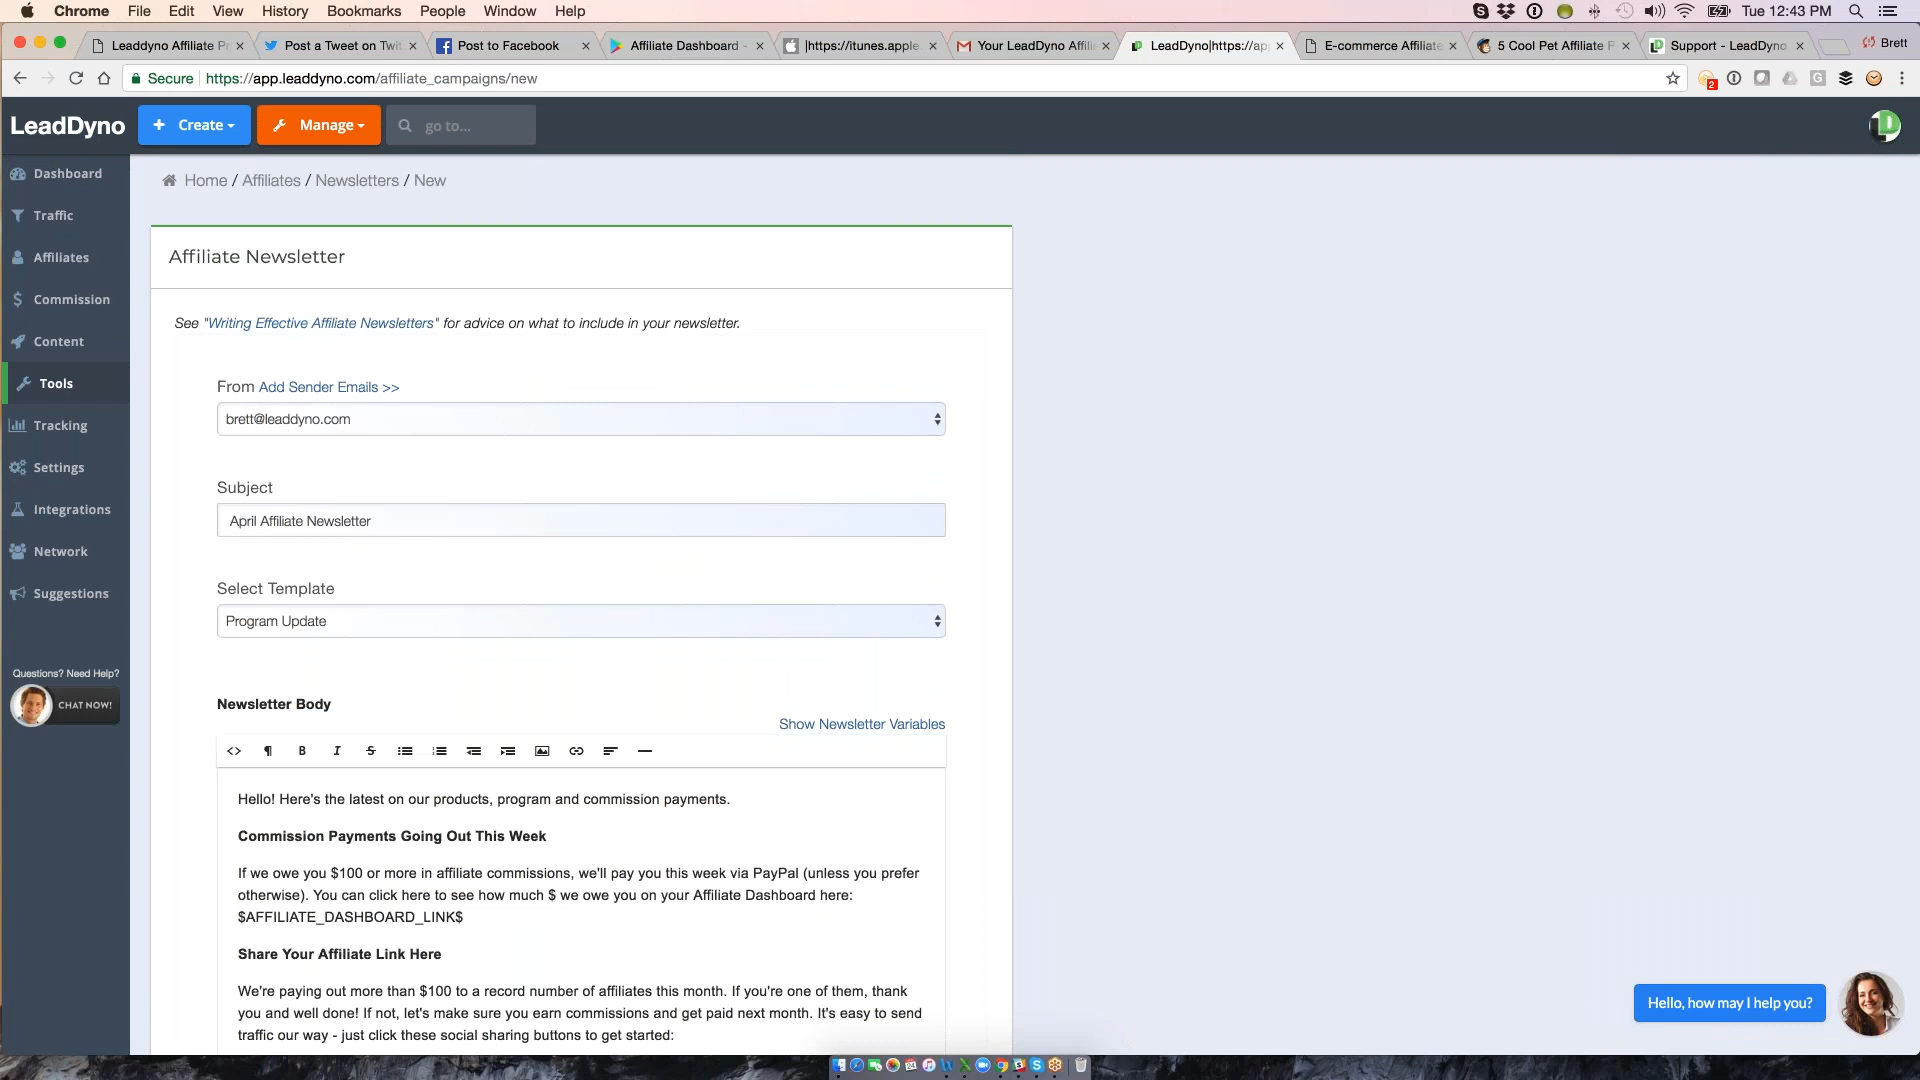 Chrome File Edit View History Bookmarks People Window Help Tue 12:43 PM
Leaddyno Affiliate Pr Post a Tweet on Twit Post to Facebook Affiliate Dashboard - |https://itunes.apple. Your LeadDyno Affili LeadDyno|https://ap E-commerce Affiliate 5 Cool Pet Affiliate P Support - LeadDyno Brett
Secure https://app.leaddyno.com/affiliate_campaigns/new 2
LeadDyno + Create Manage go to...
Dashboard
Traffic
Affiliates
Commission
Content
Tools
Tracking
Settings
Integrations
Network
Suggestions
Questions? Need Help?
CHAT NOW!
Home / Affiliates / Newsletters / New
Affiliate Newsletter
See "Writing Effective Affiliate Newsletters" for advice on what to include in your newsletter.
From Add Sender Emails >>
brett@leaddyno.com
Subject
April Affiliate Newsletter
Select Template
Program Update
Newsletter Body
Show Newsletter Variables
Hello! Here's the latest on our products, program and commission payments.
Commission Payments Going Out This Week
If we owe you $100 or more in affiliate commissions, we'll pay you this week via PayPal (unless you prefer
otherwise). You can click here to see how much $ we owe you on your Affiliate Dashboard here:
$AFFILIATE_DASHBOARD_LINK$
Share Your Affiliate Link Here
We're paying out more than $100 to a record number of affiliates this month. If you're one of them, thank
you and well done! If not, let's make sure you earn commissions and get paid next month. It's easy to send
traffic our way - just click these social sharing buttons to get started:
Hello, how may I help you?